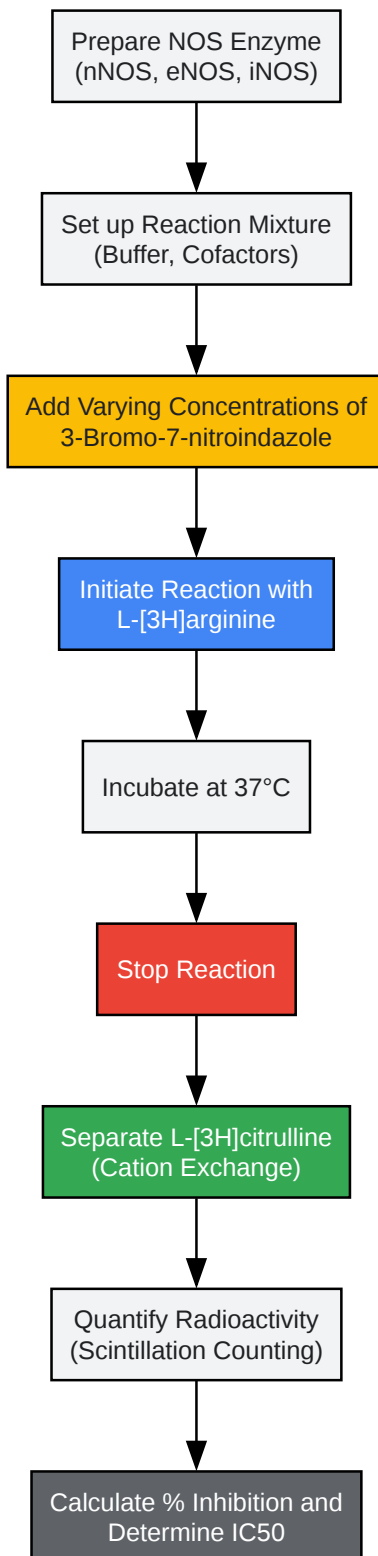 Prepare NOS Enzyme
(nNOS, eNOS, iNOS)
Set up Reaction Mixture
(Buffer, Cofactors)
Add Varying Concentrations of
3-Bromo-7-nitroindazole
Initiate Reaction with
L-[3H]arginine
Incubate at 37°C
Stop Reaction
Separate L-[3H]citrulline
(Cation Exchange)
Quantify Radioactivity
(Scintillation Counting)
Calculate % Inhibition and
Determine IC50